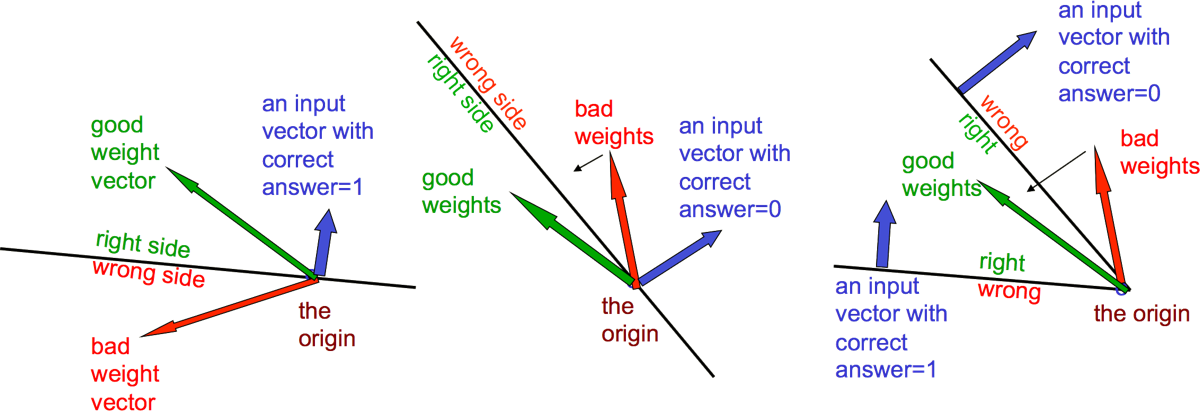 good
weight
vector
an input
vector with
correct
answer=1
right side
wrong side
the
origin
bad
weight
vector
wrong side
right side
bad
weights
an input
vector with
correct
answer=0
good
weights
the
origin
an input
vector with
correct
answer=0
wrong
right
bad
weights
good
weights
right
wrong
the origin
an input
vector with
correct
answer=1